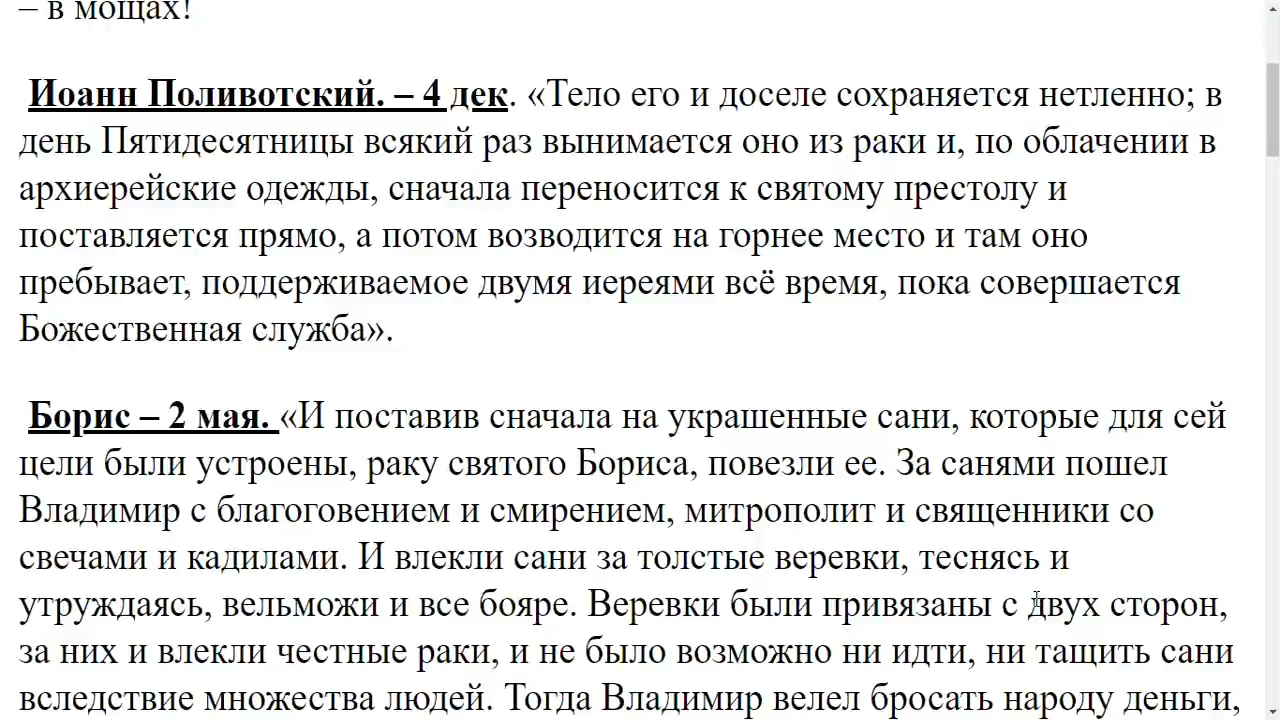 – в мощах!
Иоанн Поливотский. – 4 дек. «Тело его и доселе сохраняется нетленно; в
день Пятидесятницы всякий раз вынимается оно из раки и, по облачении в
архиерейские одежды, сначала переносится к святому престолу и
поставляется прямо, а потом возводится на горнее место и там оно
пребывает, поддерживаемое двумя иереями всё время, пока совершается
Божественная служба».
Борис – 2 мая. «И поставив сначала на украшенные сани, которые для сей
цели были устроены, раку святого Бориса, повезли ее. За санями пошел
Владимир с благоговением и смирением, митрополит и священники со
свечами и кадилами. И влекли сани за толстые веревки, теснясь и
утруждаясь, вельможи и все бояре. Веревки были привязаны с двух сторон,
за них и влекли честные раки, и не было возможно ни идти, ни тащить сани
вследствие множества людей. Тогда Владимир велел бросать народу деньги,